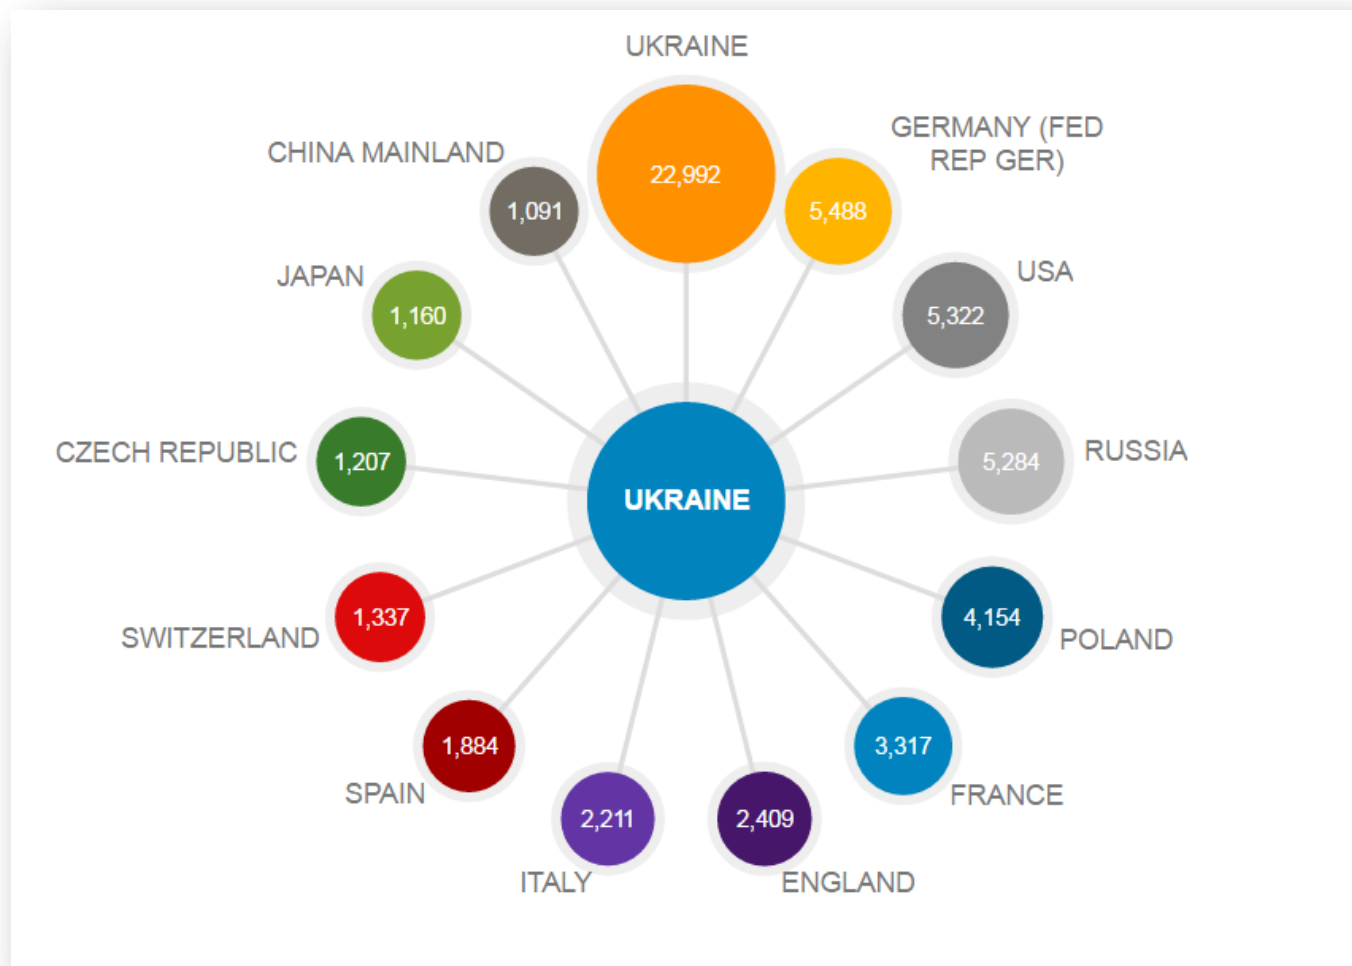 UKRAINE
22,992
GERMANY (FED
REP GER)
5,488
USA
5,322
RUSSIA
5,284
POLAND
4,154
FRANCE
3,317
ENGLAND
2,409
ITALY
2,211
SPAIN
1,884
SWITZERLAND
1,337
CZECH REPUBLIC
1,207
JAPAN
1,160
CHINA MAINLAND
1,091
UKRAINE